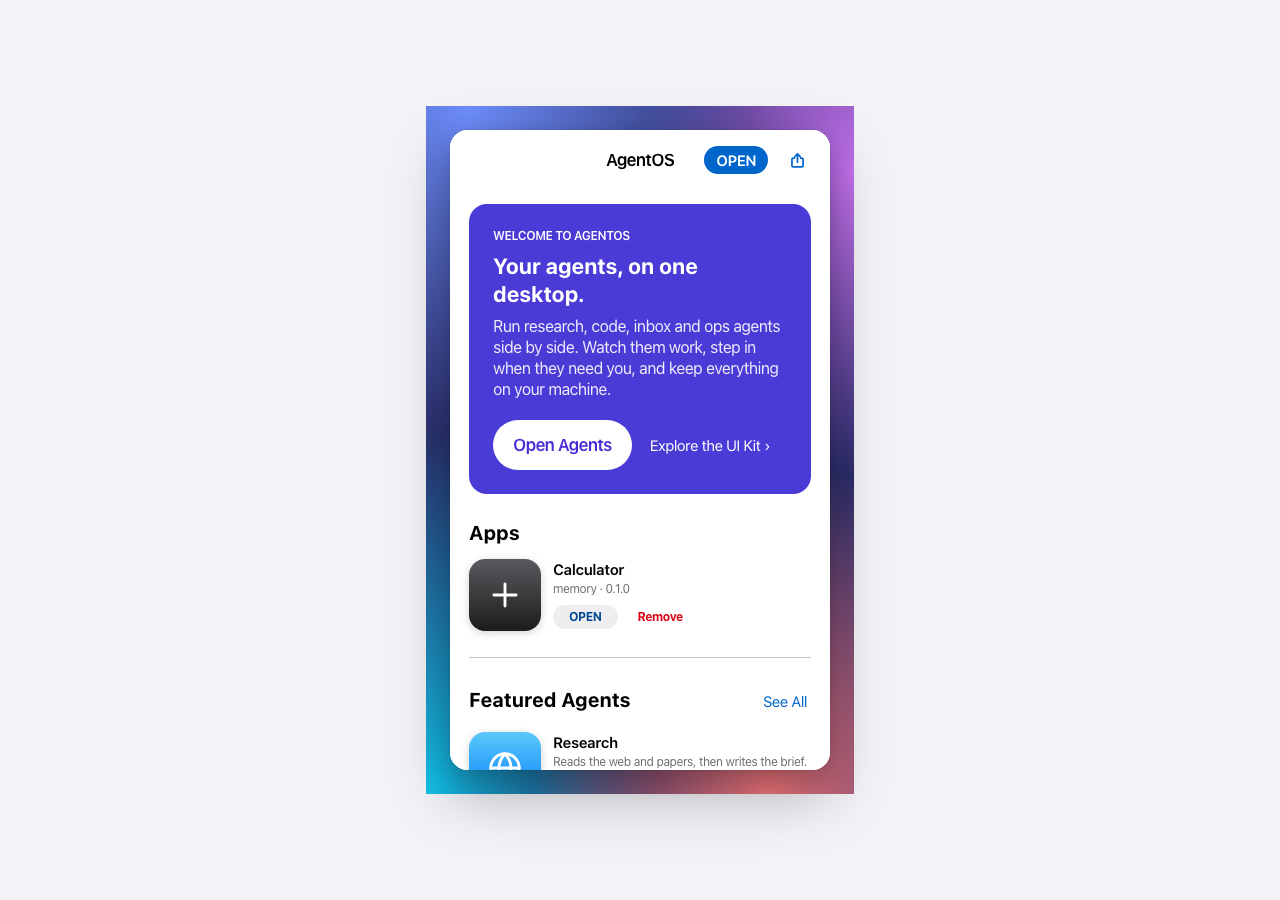 AgentOS
OPEN
WELCOME TO AGENTOS
Your agents, on one
desktop.
Run research, code, inbox and ops agents
side by side. Watch them work, step in
when they need you, and keep everything
on your machine.
Open Agents
Explore the UI Kit ›
Apps
Calculator
memory · 0.1.0
OPEN
Remove
Featured Agents
See All
Research
Reads the web and papers, then writes the brief.